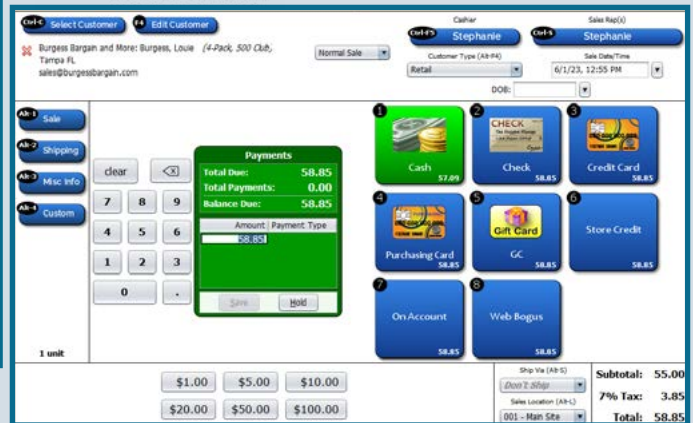 Ctrl-C Select Customer F4 Edit Customer
Burgess Bargain and More: Burgess, Louie (4-Pack, 500 Club,
Tampa FL
sales@burgessbargain.com
Normal Sale
Cashier
Ctrl-F5 Stephanie
Sales Rep(s)
Ctrl-S Stephanie
Customer Type (Alt-F4)
Retail
Sale Date/Time
6/1/23, 12:55 PM
DOB:
Alt-1 Sale
Alt-2 Shipping
Alt-3 Misc Info
Alt-4 Custom
1 unit
clear
7 8 9
4 5 6
1 2 3
0 .
Payments
Total Due: 58.85
Total Payments: 0.00
Balance Due: 58.85
Amount Payment Type
58.85
Save Hold
1 Cash 57.09
2 CHECK Check 58.85
3 Credit Card 58.85
4 Purchasing Card 58.85
5 Gift Card GC 58.85
6 Store Credit 58.85
7 On Account 58.85
8 Web Bogus 58.85
$1.00 $5.00 $10.00
$20.00 $50.00 $100.00
Ship Via (Alt-S)
Don't Ship
Sales Location (Alt-L)
001 - Main Site
Subtotal: 55.00
7% Tax: 3.85
Total: 58.85